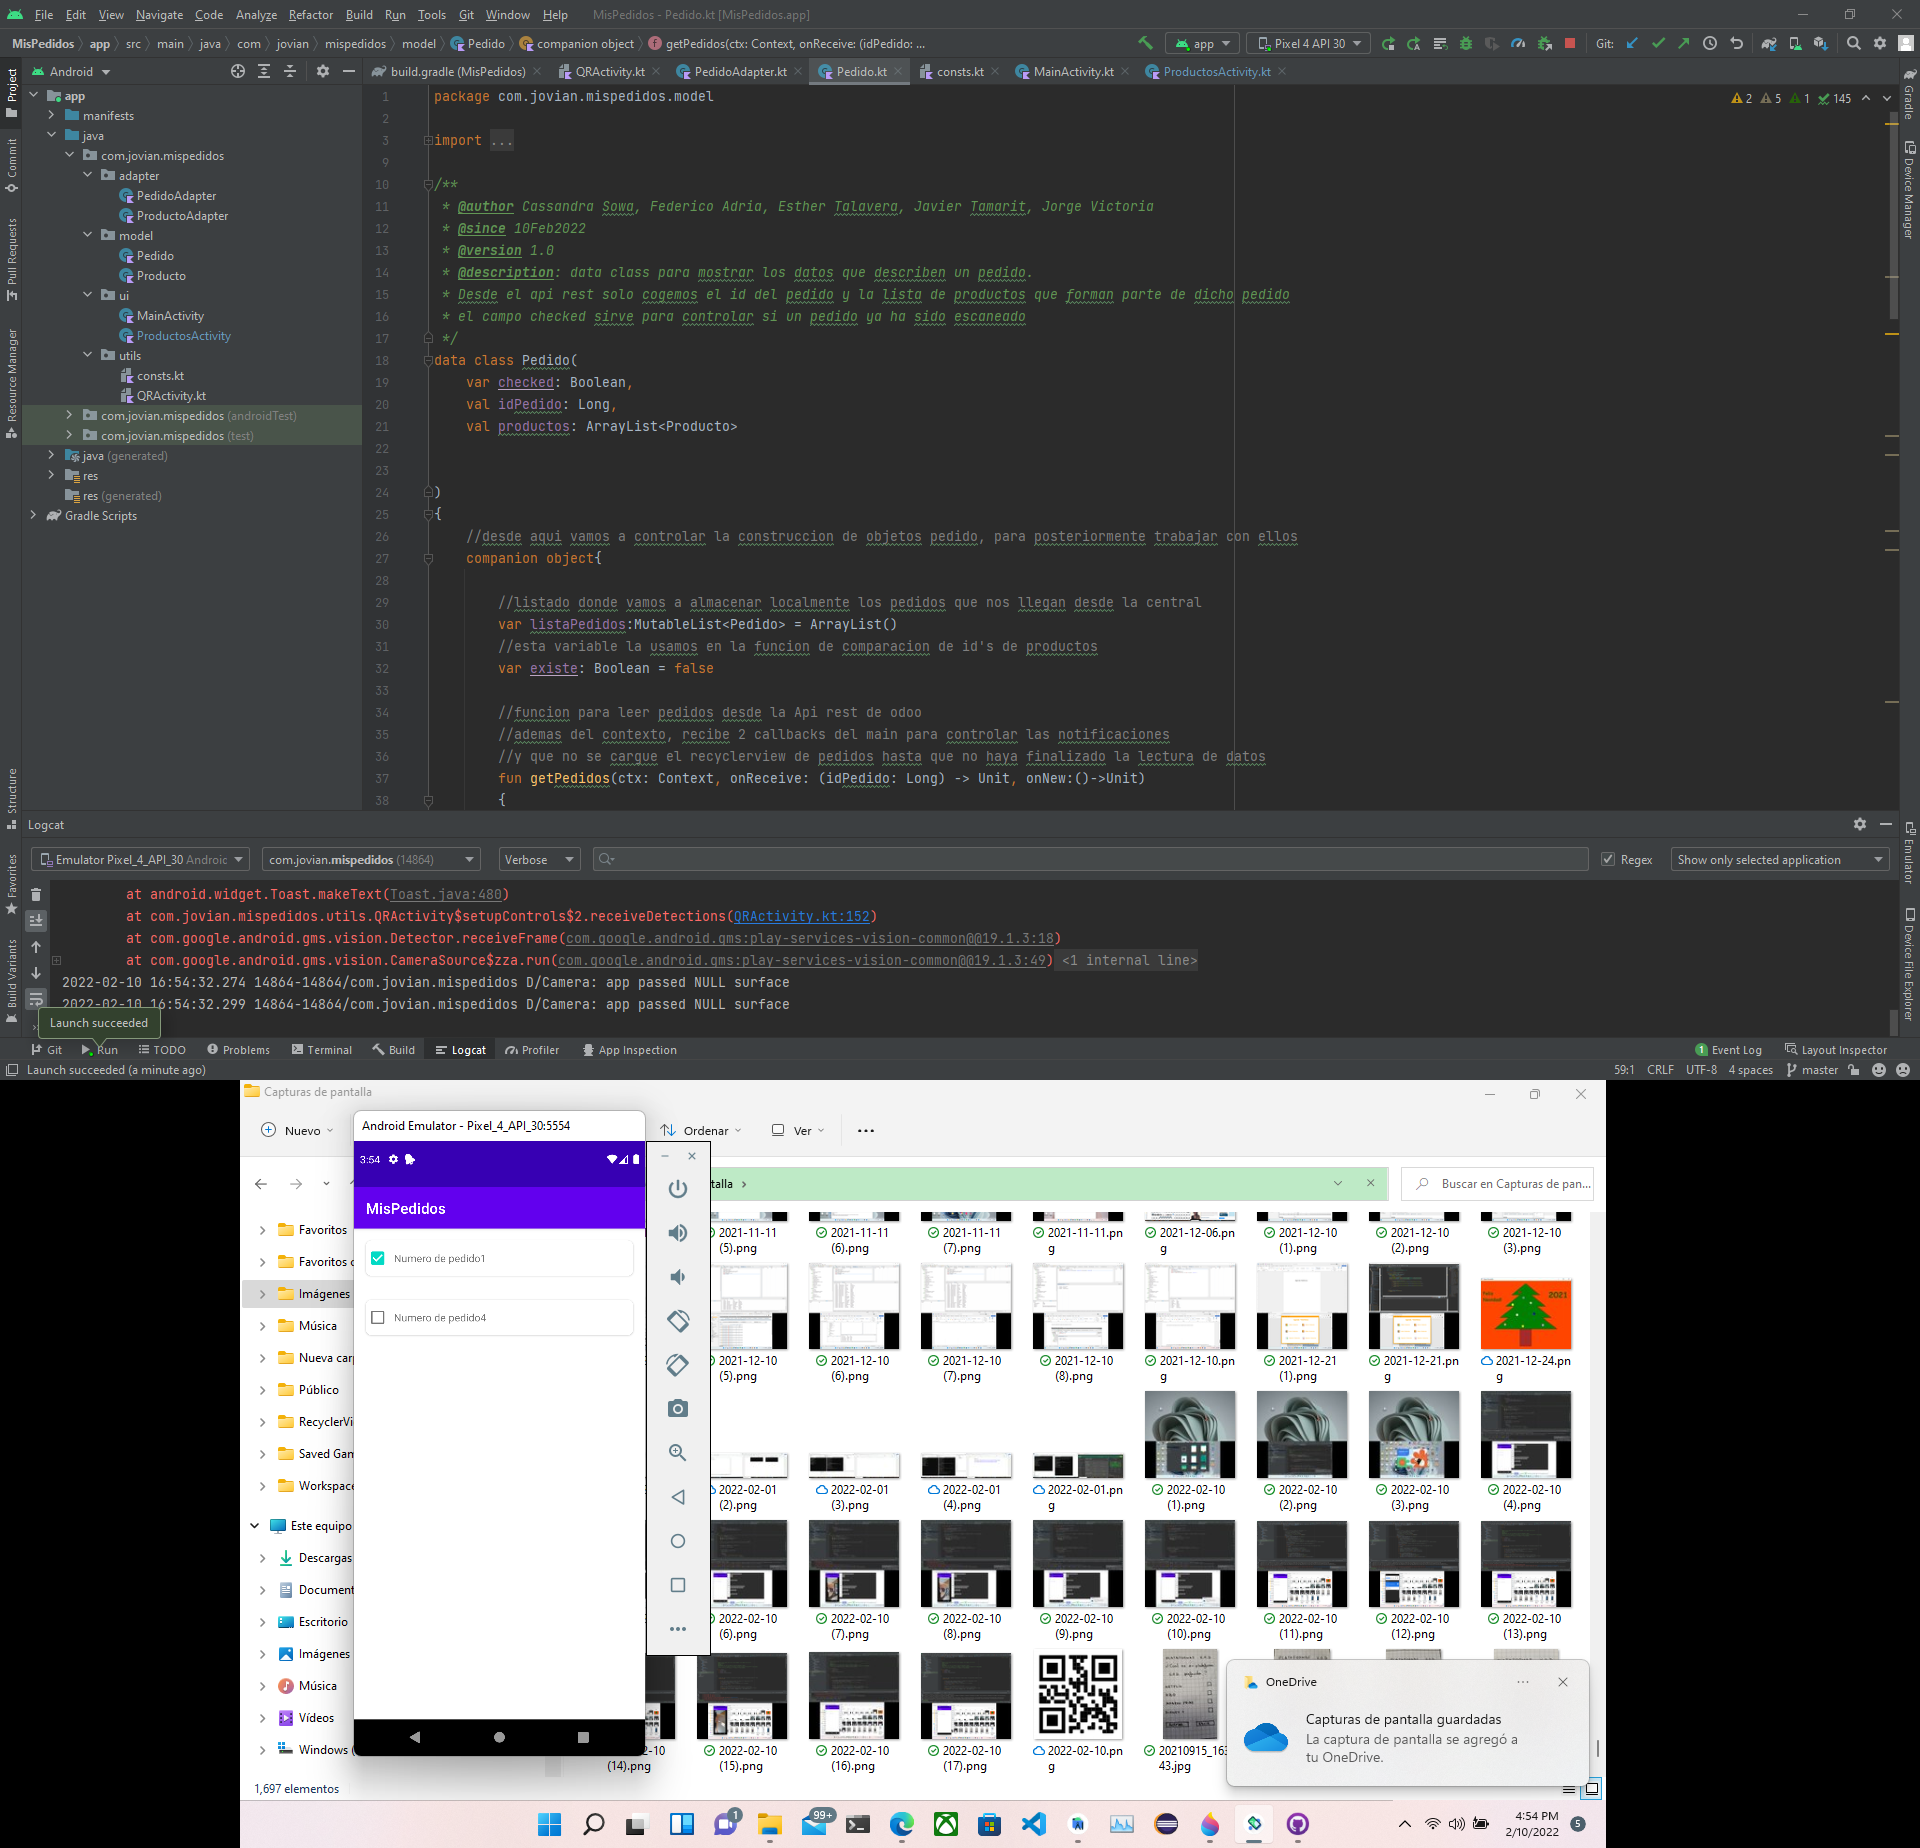 File Edit View Navigate Code Analyze Refactor Build Run Tools Git Window Help MisPedidos - Pedido.kt [MisPedidos.app]
MisPedidos app src main java com jovian mispedidos model Pedido companion object getPedidos(ctx: Context, onReceive: (idPedido: ... app Pixel 4 API 30 Git:
Android
build.gradle (MisPedidos) QRActivity.kt PedidoAdapter.kt Pedido.kt consts.kt MainActivity.kt ProductosActivity.kt
Project
Commit
Pull Requests
Resource Manager
Structure
Favorites
Build Variants
app
manifests
java
com.jovian.mispedidos
adapter
PedidoAdapter
ProductoAdapter
model
Pedido
Producto
ui
MainActivity
ProductosActivity
utils
consts.kt
QRActivity.kt
com.jovian.mispedidos (androidTest)
com.jovian.mispedidos (test)
java (generated)
res
res (generated)
Gradle Scripts
2 5 1 145
1 package com.jovian.mispedidos.model
2
3 import ...
9
10 /**
11 * @author Cassandra Sowa, Federico Adria, Esther Talavera, Javier Tamarit, Jorge Victoria
12 * @since 10Feb2022
13 * @version 1.0
14 * @description: data class para mostrar los datos que describen un pedido.
15 * Desde el api rest solo cogemos el id del pedido y la lista de productos que forman parte de dicho pedido
16 * el campo checked sirve para controlar si un pedido ya ha sido escaneado
17 */
18 data class Pedido(
19 var checked: Boolean,
20 val idPedido: Long,
21 val productos: ArrayList<Producto>
22
23
24 )
25 {
26 //desde aqui vamos a controlar la construccion de objetos pedido, para posteriormente trabajar con ellos
27 companion object{
28
29 //listado donde vamos a almacenar localmente los pedidos que nos llegan desde la central
30 var listaPedidos:MutableList<Pedido> = ArrayList()
31 //esta variable la usamos en la funcion de comparacion de id's de productos
32 var existe: Boolean = false
33
34 //funcion para leer pedidos desde la Api rest de odoo
35 //ademas del contexto, recibe 2 callbacks del main para controlar las notificaciones
36 //y que no se cargue el recyclerview de pedidos hasta que no haya finalizado la lectura de datos
37 fun getPedidos(ctx: Context, onReceive: (idPedido: Long) -> Unit, onNew:()->Unit)
38 {
Gradle
Device Manager
Emulator
Device File Explorer
Logcat
Emulator Pixel_4_API_30 Androic com.jovian.mispedidos (14864) Verbose Regex Show only selected application
at android.widget.Toast.makeText(Toast.java:480)
at com.jovian.mispedidos.utils.QRActivity$setupControls$2.receiveDetections(QRActivity.kt:152)
at com.google.android.gms.vision.Detector.receiveFrame(com.google.android.gms:play-services-vision-common@@19.1.3:18)
at com.google.android.gms.vision.CameraSource$zza.run(com.google.android.gms:play-services-vision-common@@19.1.3:49) <1 internal line>
2022-02-10 16:54:32.274 14864-14864/com.jovian.mispedidos D/Camera: app passed NULL surface
2022-02-10 16:54:32.299 14864-14864/com.jovian.mispedidos D/Camera: app passed NULL surface
Launch succeeded
Git Run TODO Problems Terminal Build Logcat Profiler App Inspection 1 Event Log Layout Inspector
Launch succeeded (a minute ago) 59:1 CRLF UTF-8 4 spaces master
Capturas de pantalla
Nuevo Ordenar Ver
Android Emulator - Pixel_4_API_30:5554
talla Buscar en Capturas de pan...
3:54
MisPedidos
Numero de pedido1
Numero de pedido4
Favoritos
Favoritos
Imágenes
Música
Nueva car
Público
RecyclerVi
Saved Gam
Workspace
Este equipo
Descargas
Document
Escritorio
Imágenes
Música
Vídeos
Windows (
2021-11-11 (5).png 2021-11-11 (6).png 2021-11-11 (7).png 2021-11-11.png 2021-12-06.png 2021-12-10 (1).png 2021-12-10 (2).png 2021-12-10 (3).png
2021-12-10 (5).png 2021-12-10 (6).png 2021-12-10 (7).png 2021-12-10 (8).png 2021-12-10.png 2021-12-21 (1).png 2021-12-21.png 2021-12-24.png
2021
2022-02-01 (2).png 2022-02-01 (3).png 2022-02-01 (4).png 2022-02-01.png 2022-02-10 (1).png 2022-02-10 (2).png 2022-02-10 (3).png 2022-02-10 (4).png
2022-02-10 (6).png 2022-02-10 (7).png 2022-02-10 (8).png 2022-02-10 (9).png 2022-02-10 (10).png 2022-02-10 (11).png 2022-02-10 (12).png 2022-02-10 (13).png
02-10 (14).png 2022-02-10 (15).png 2022-02-10 (16).png 2022-02-10 (17).png 2022-02-10.png 20210915_16343.jpg
OneDrive
Capturas de pantalla guardadas
La captura de pantalla se agregó a
tu OneDrive.
1,697 elementos
1 99+
4:54 PM
2/10/2022
5